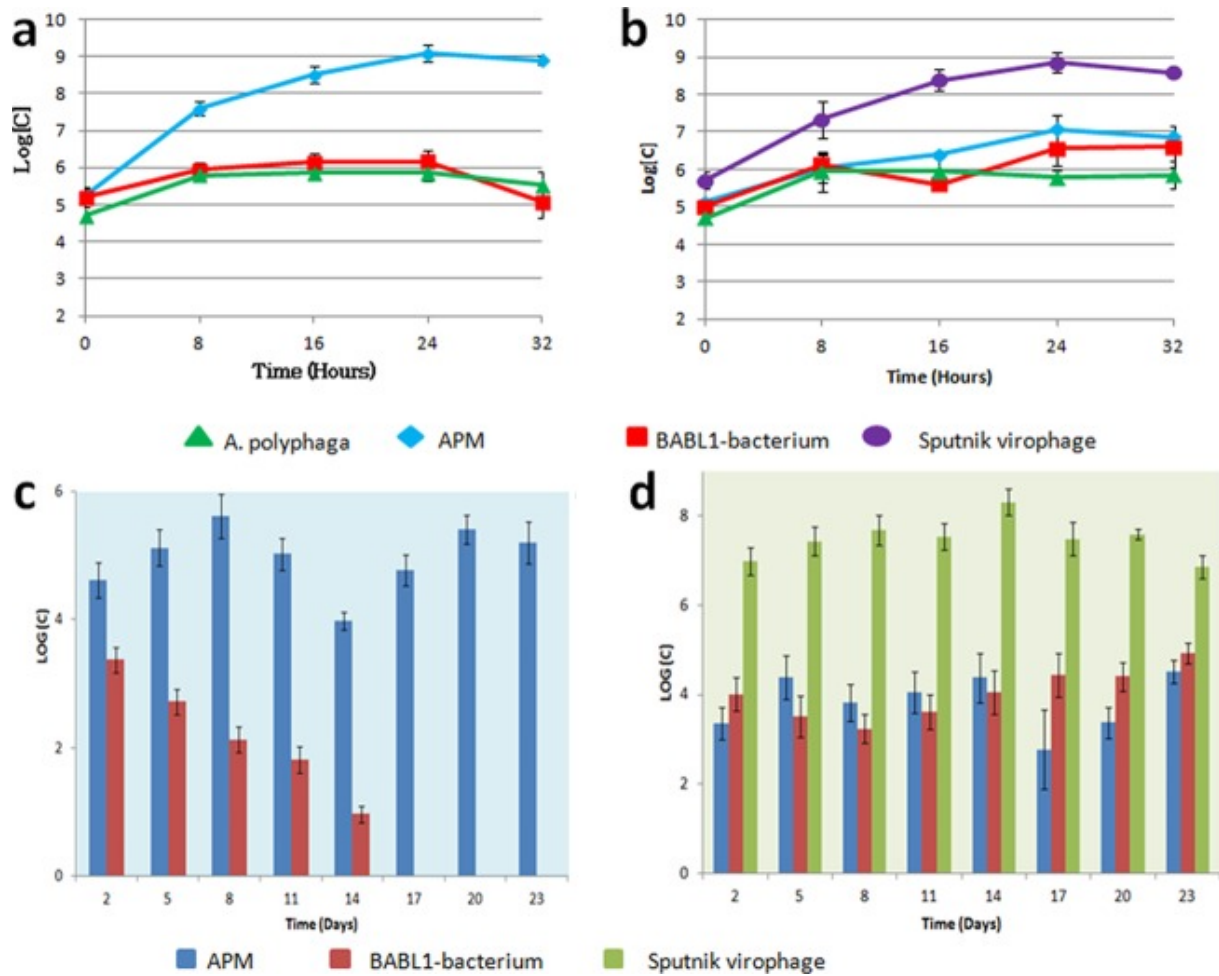 a
10
9
8
7
6
5
4
3
2
Log[C]
0 8 16 24 32
Time (Hours)
b
10
9
8
7
6
5
4
3
2
Log[C]
0 8 16 24 32
Time (Hours)
A. polyphaga APM BABL1-bacterium Sputnik virophage
c
6
4
2
0
LOG (C)
2 5 8 11 14 17 20 23
Time (Days)
d
8
6
4
2
0
LOG (C)
2 5 8 11 14 17 20 23
Time (Days)
APM BABL1-bacterium Sputnik virophage